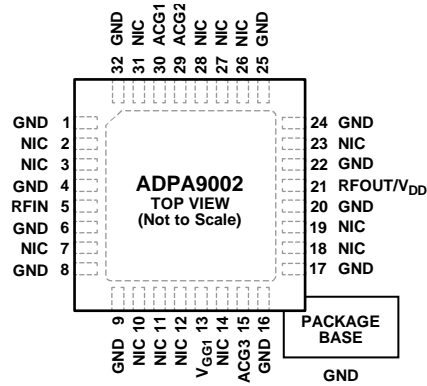 GND
NIC
ACG1
ACG2
NIC
NIC
NIC
GND
32
31
30
29
28
27
26
25
GND 1
NIC 2
NIC 3
GND 4
RFIN 5
GND 6
NIC 7
GND 8
ADPA9002
TOP VIEW
(Not to Scale)
24 GND
23 NIC
22 GND
21 RFOUT/VDD
20 GND
19 NIC
18 NIC
17 GND
9
10
11
12
13
14
15
16
GND
NIC
NIC
NIC
VGG1
NIC
ACG3
GND
PACKAGE
BASE
GND